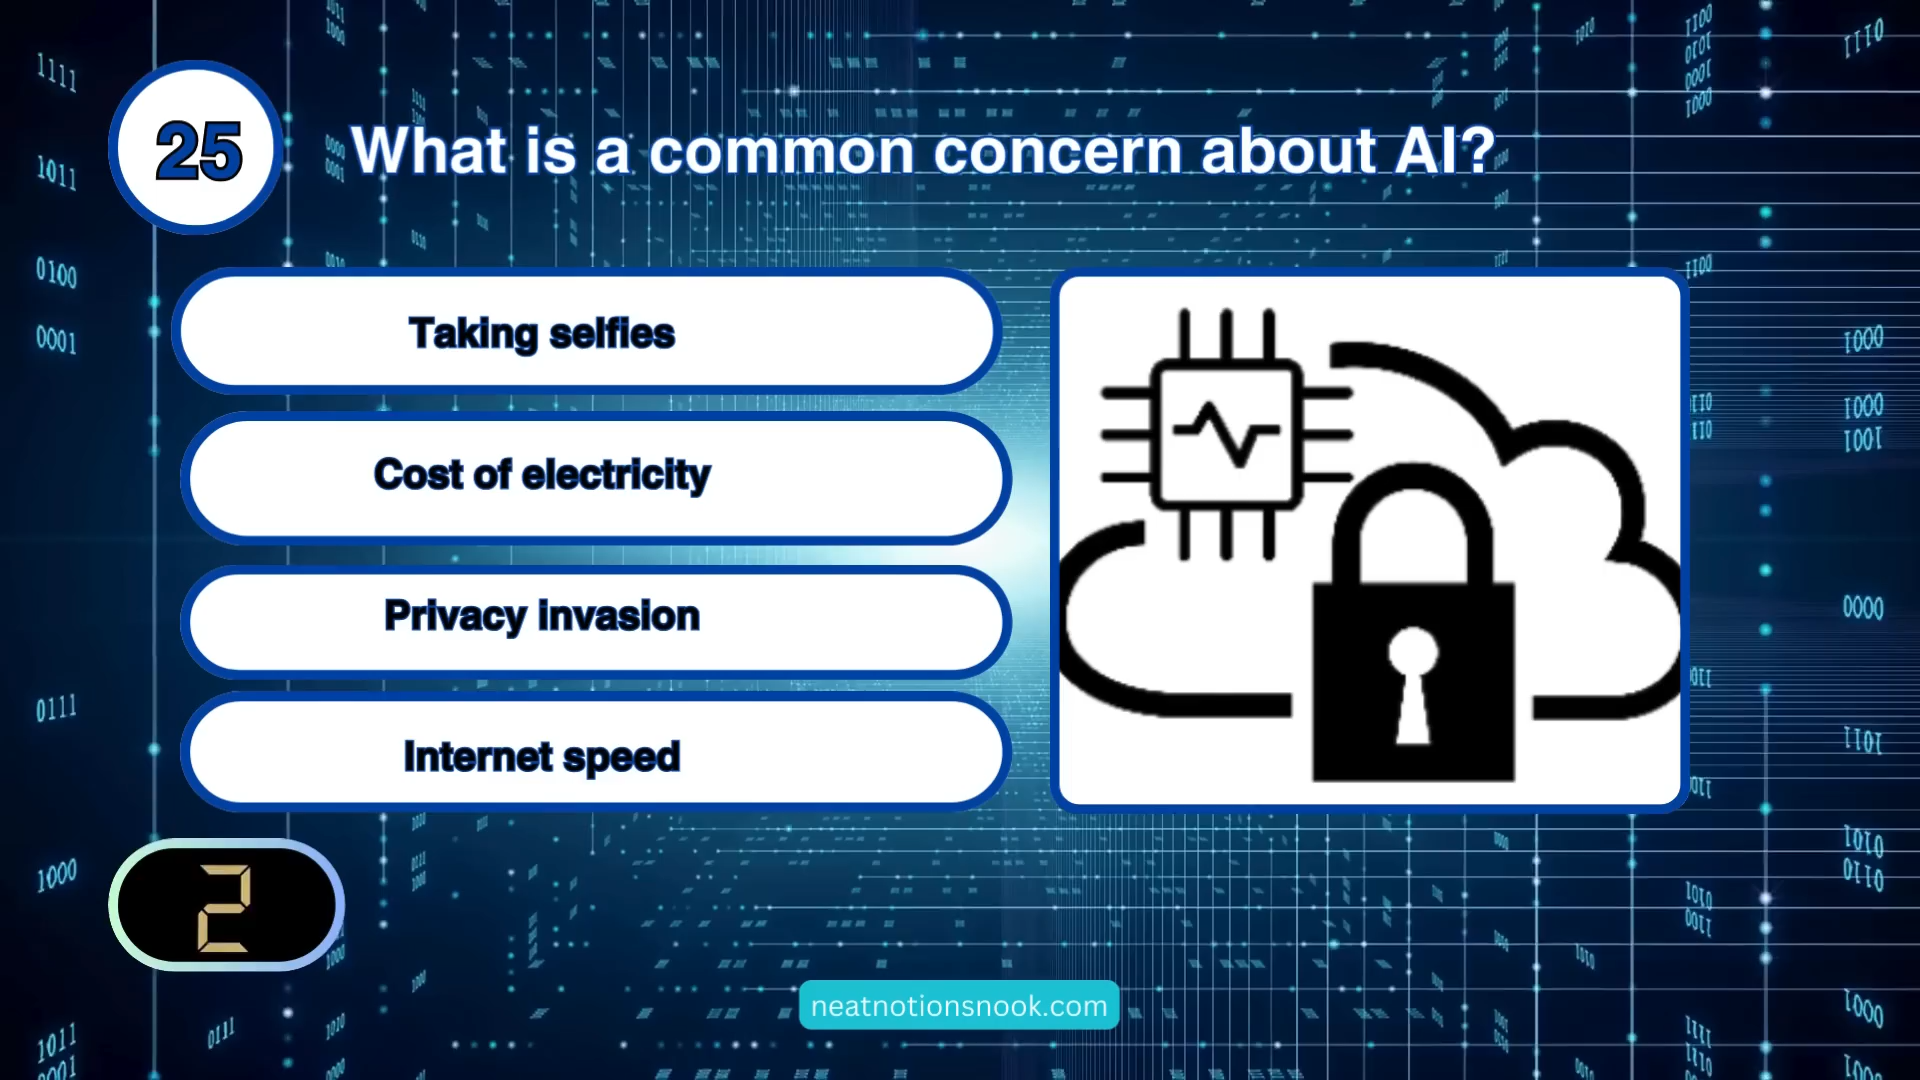 25
What is a common concern about AI?
Taking selfies
Cost of electricity
Privacy invasion
Internet speed
2
neatnotionsnook.com